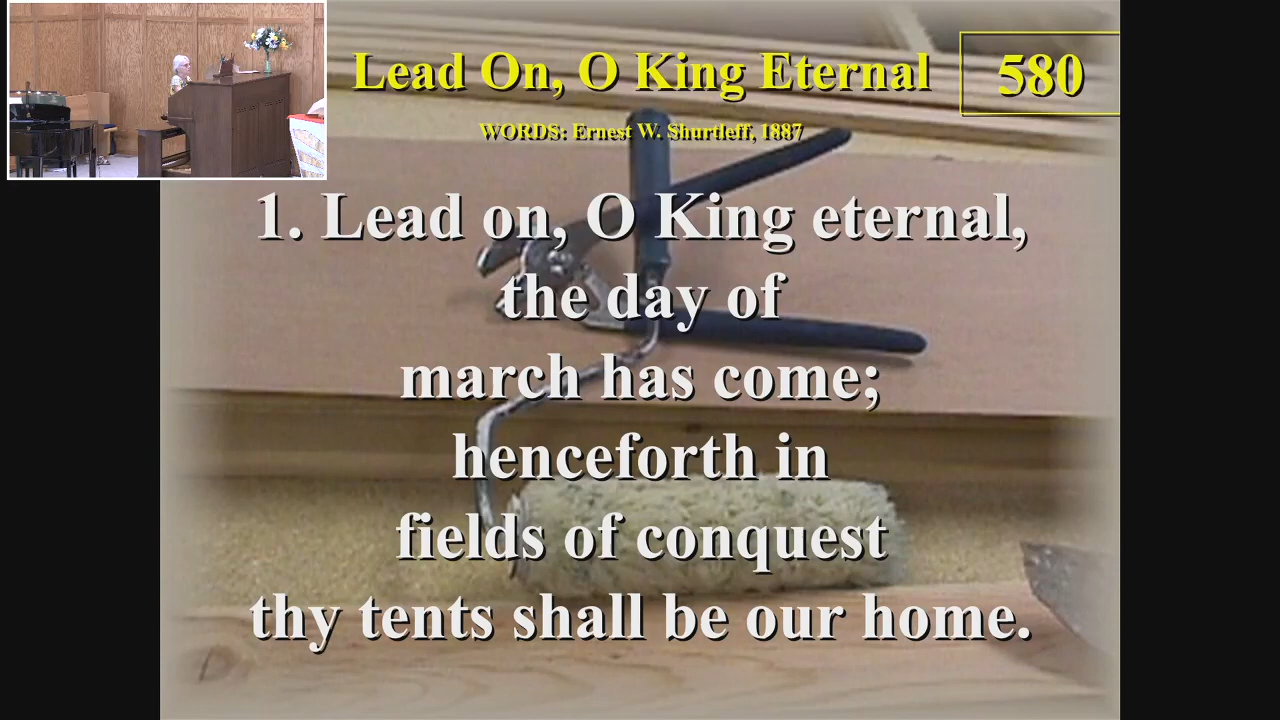 Lead On, O King Eternal
580
WORDS: Ernest W. Shurtleff, 1887
1. Lead on, O King eternal,
the day of
march has come;
henceforth in
fields of conquest
thy tents shall be our home.